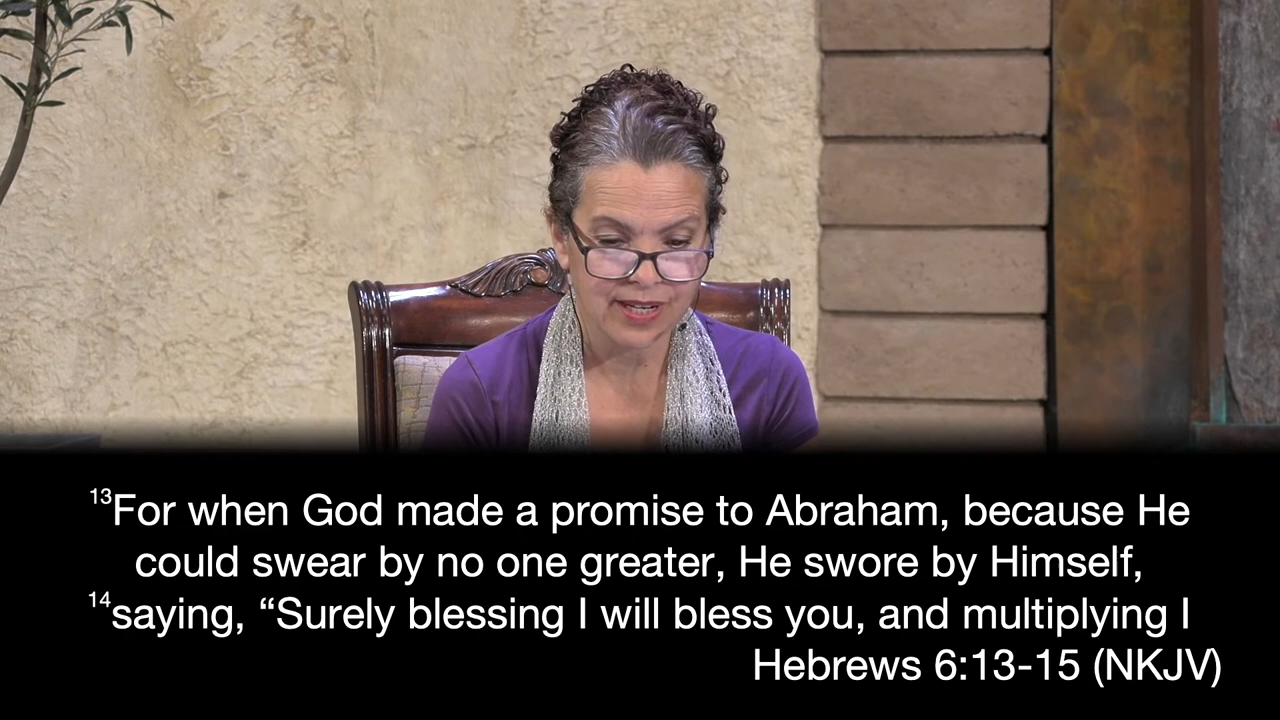 ¹³For when God made a promise to Abraham, because He
could swear by no one greater, He swore by Himself,
¹⁴saying, “Surely blessing I will bless you, and multiplying I
Hebrews 6:13-15 (NKJV)